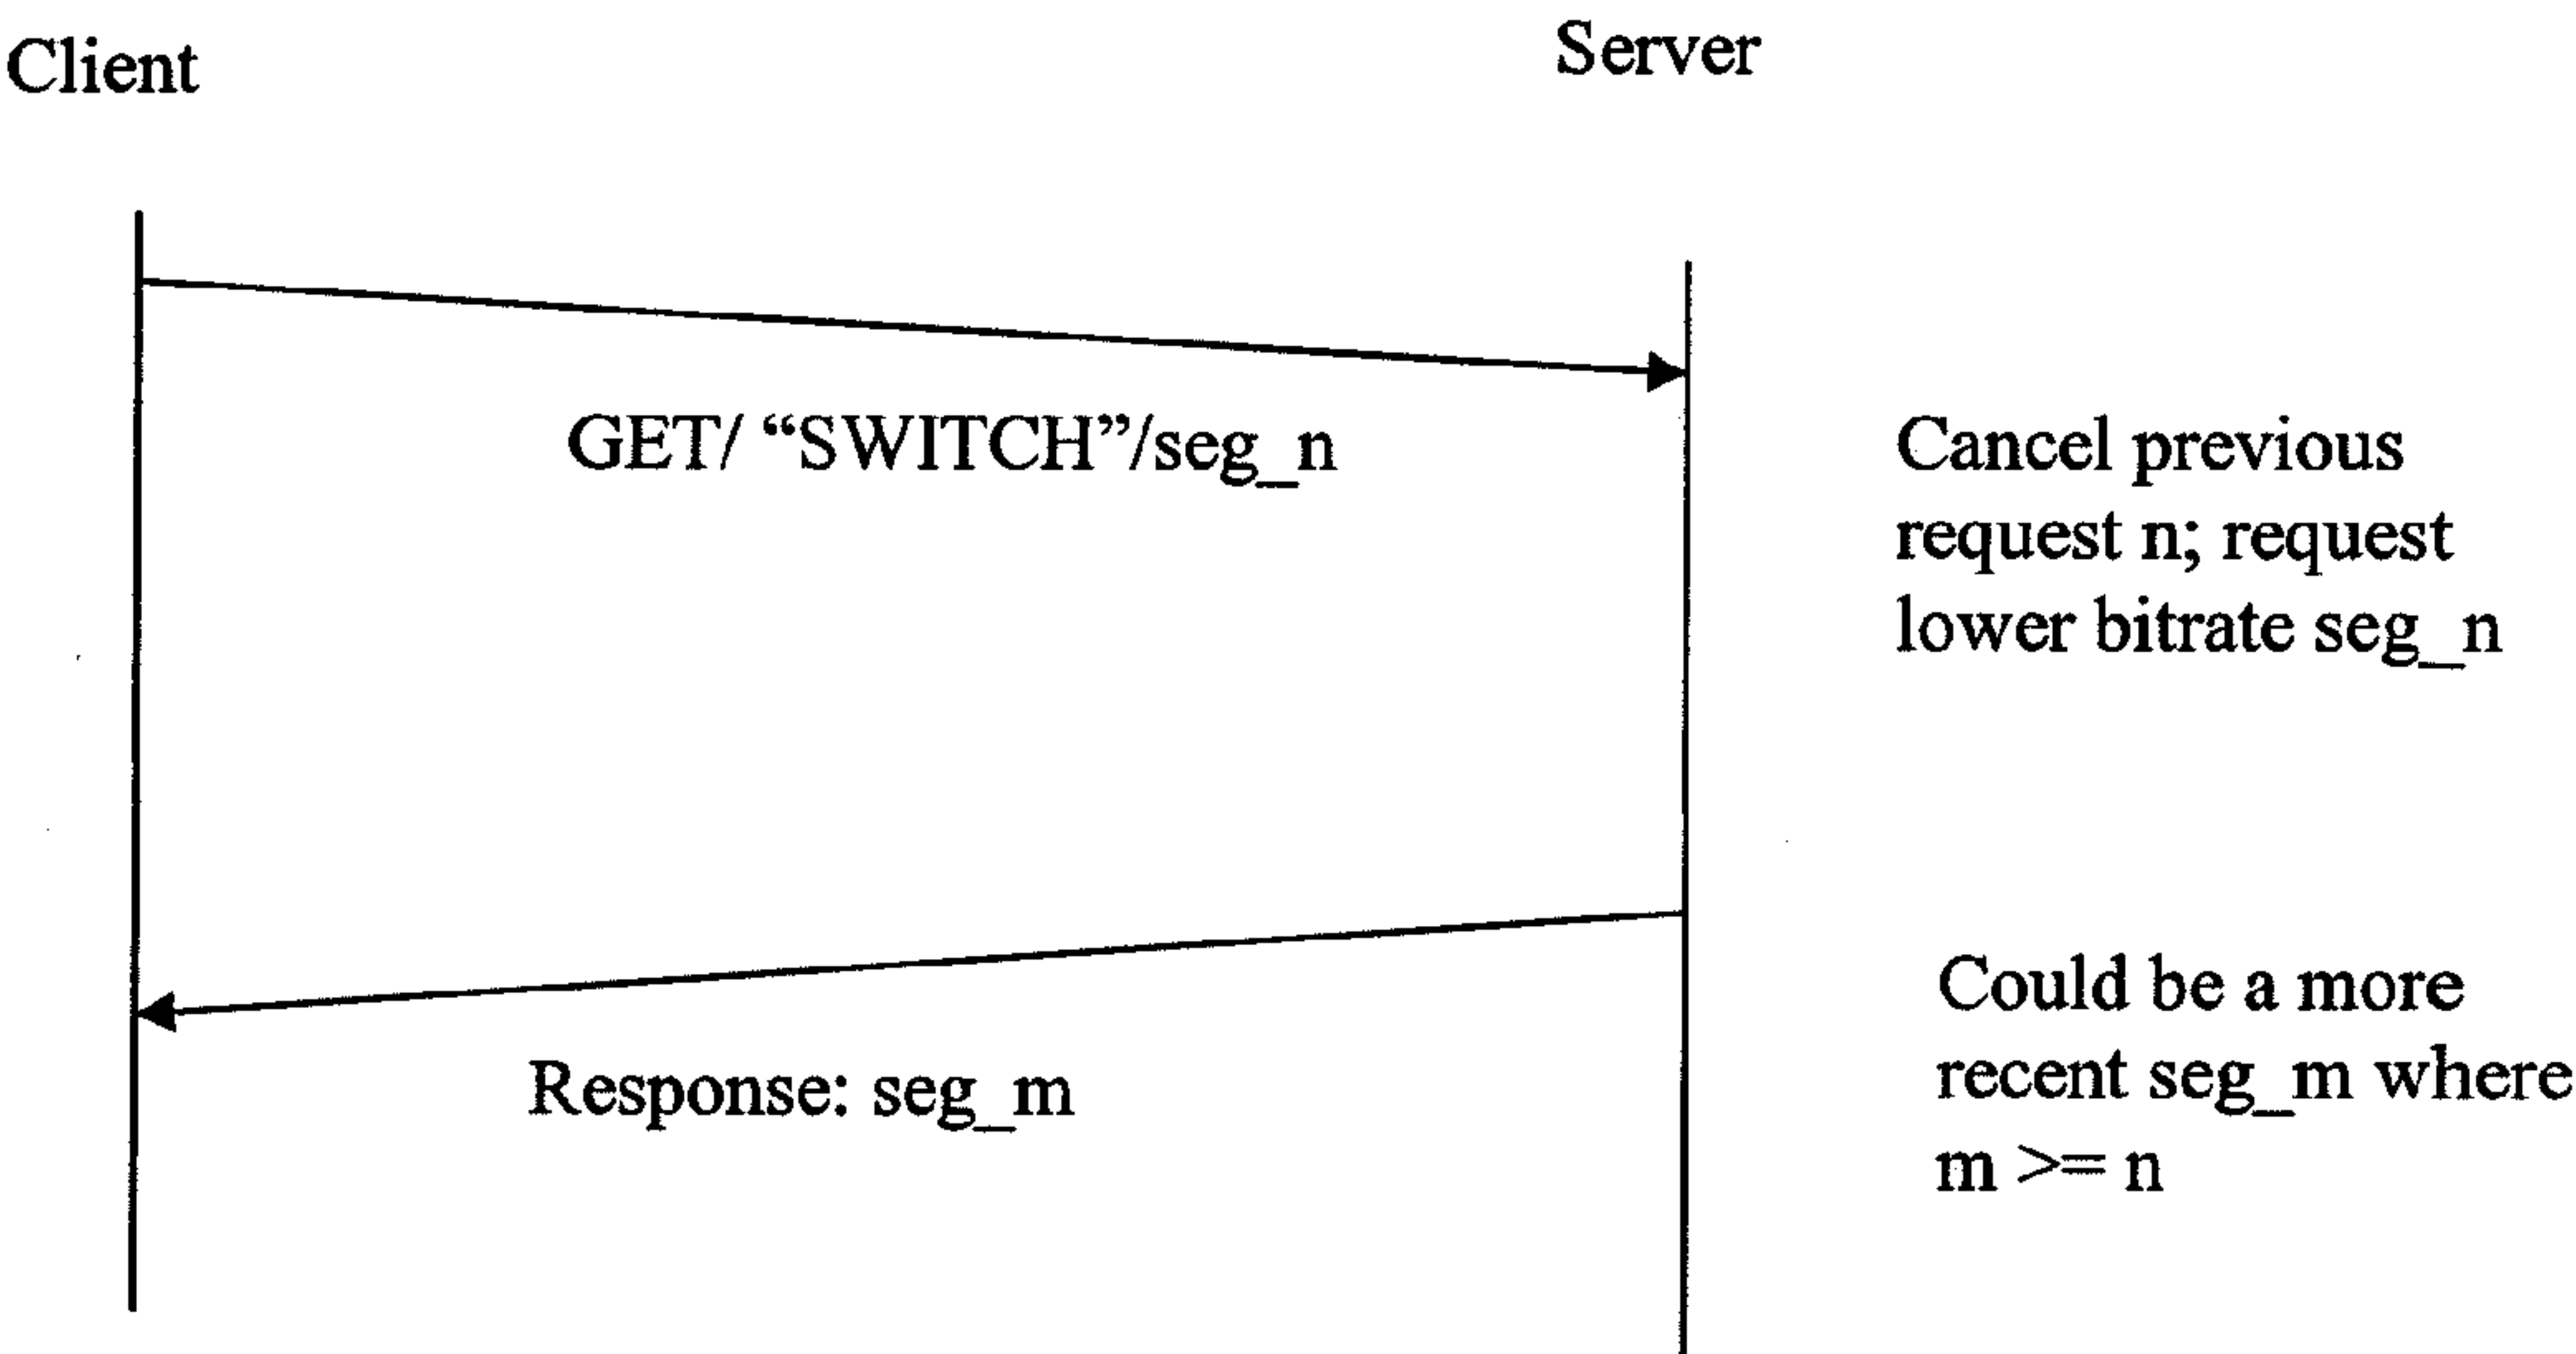 Client
Server
GET/ “SWITCH”/seg_n
Cancel previous
request n; request
lower bitrate seg_n
Response: seg_m
Could be a more
recent seg_m where
m >= n